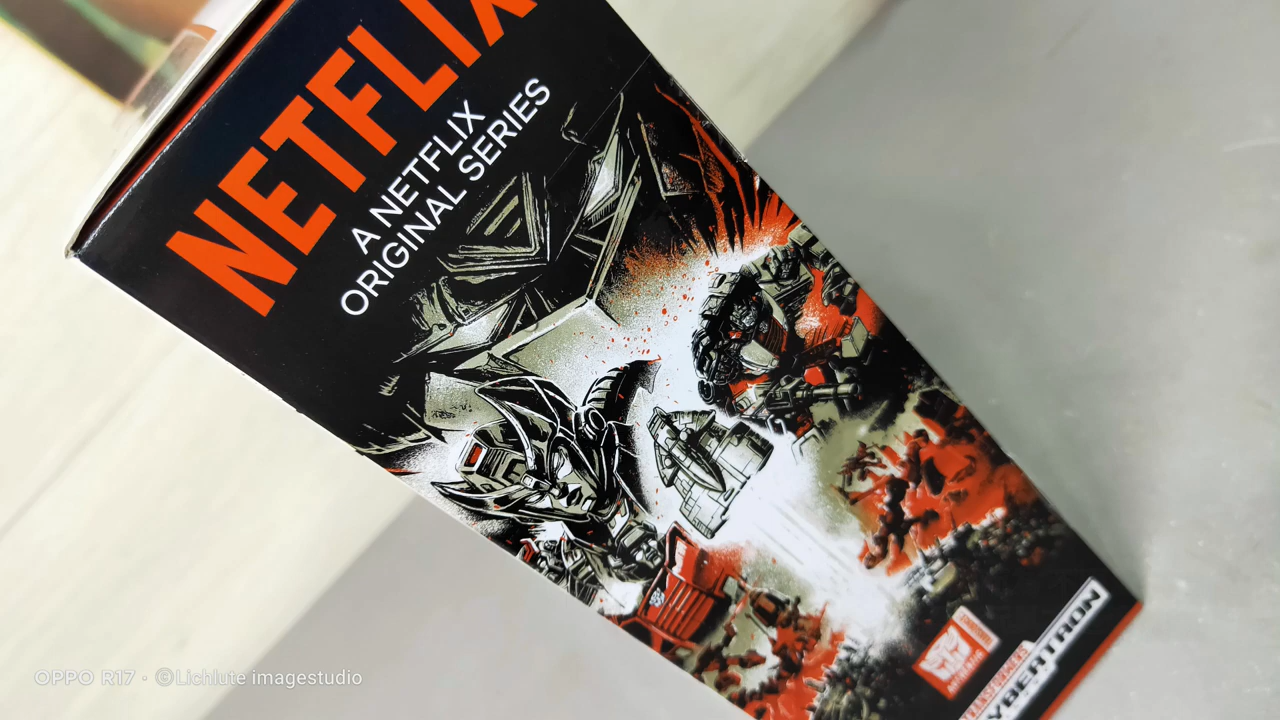 NETFLIX
A NETFLIX
ORIGINAL SERIES
TRANSFORMERS
CYBERTRON
OPPO R17 · ©Lichlute imagestudio